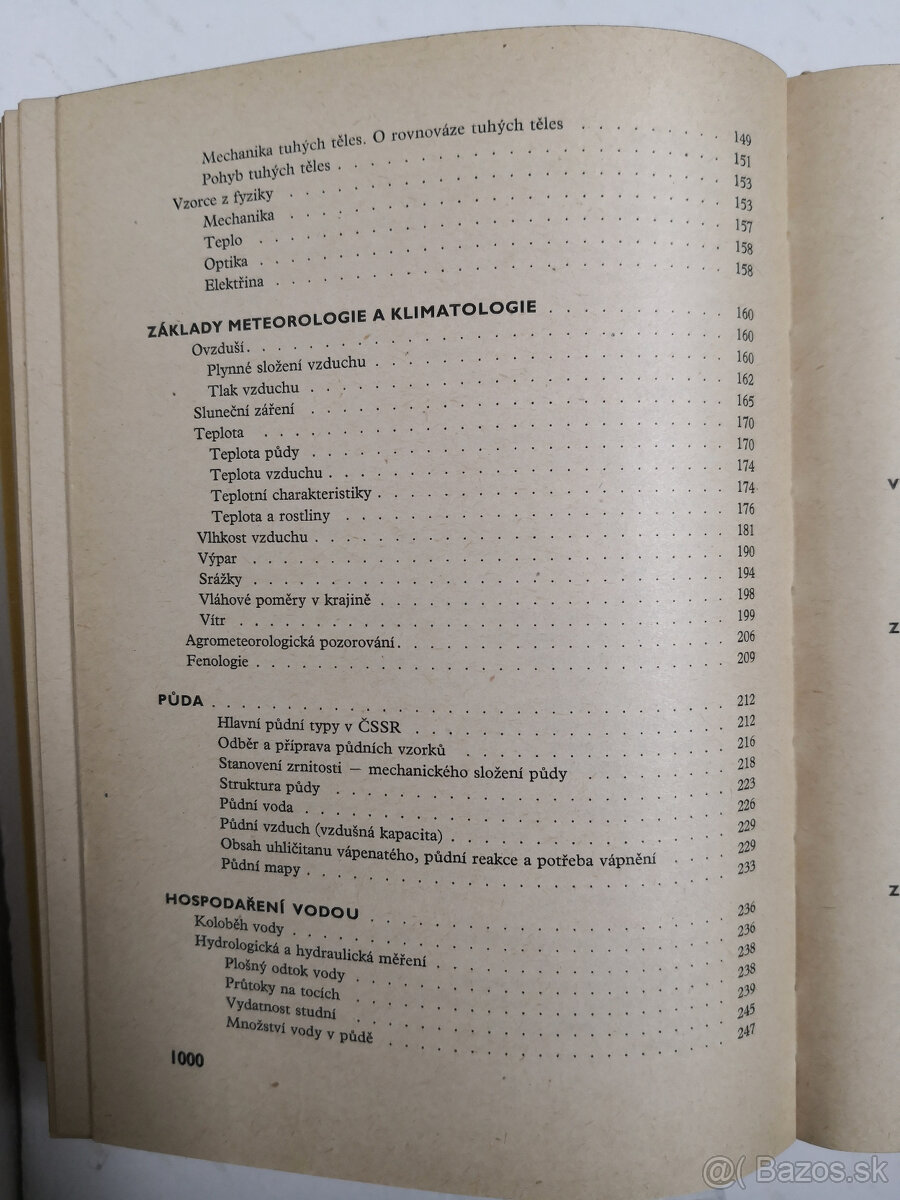 Mechanika tuhých těles. O rovnováze tuhých těles . . . . . . . 149
Pohyb tuhých těles . . . . . . . 151
Vzorce z fyziky . . . . . . . 153
Mechanika . . . . . . . 153
Teplo . . . . . . . 157
Optika . . . . . . . 158
Elektřina . . . . . . . 158
ZÁKLADY METEOROLOGIE A KLIMATOLOGIE . . . . . . . 160
Ovzduší . . . . . . . 160
Plynné složení vzduchu . . . . . . . 160
Tlak vzduchu . . . . . . . 162
Sluneční záření . . . . . . . 165
Teplota . . . . . . . 170
Teplota půdy . . . . . . . 170
Teplota vzduchu . . . . . . . 174
Teplotní charakteristiky . . . . . . . 174
Teplota a rostliny . . . . . . . 176
Vlhkost vzduchu . . . . . . . 181
Výpar . . . . . . . 190
Srážky . . . . . . . 194
Vláhové poměry v krajině . . . . . . . 198
Vítr . . . . . . . 199
Agrometeorologická pozorování . . . . . . . 206
Fenologie . . . . . . . 209
PŮDA . . . . . . . 212
Hlavní půdní typy v ČSSR . . . . . . . 212
Odběr a příprava půdních vzorků . . . . . . . 216
Stanovení zrnitosti — mechanického složení půdy . . . . . . . 218
Struktura půdy . . . . . . . 223
Půdní voda . . . . . . . 226
Půdní vzduch (vzdušná kapacita) . . . . . . . 229
Obsah uhličitanu vápenatého, půdní reakce a potřeba vápnění . . . . 229
Půdní mapy . . . . . . . 233
HOSPODAŘENÍ VODOU . . . . . . . 236
Koloběh vody . . . . . . . 236
Hydrologická a hydraulická měření . . . . . . . 238
Plošný odtok vody . . . . . . . 238
Průtoky na tocích . . . . . . . 239
Vydatnost studní . . . . . . . 245
Množství vody v půdě . . . . . . . 247
1000
V
Z
Z
@( Bazos.sk